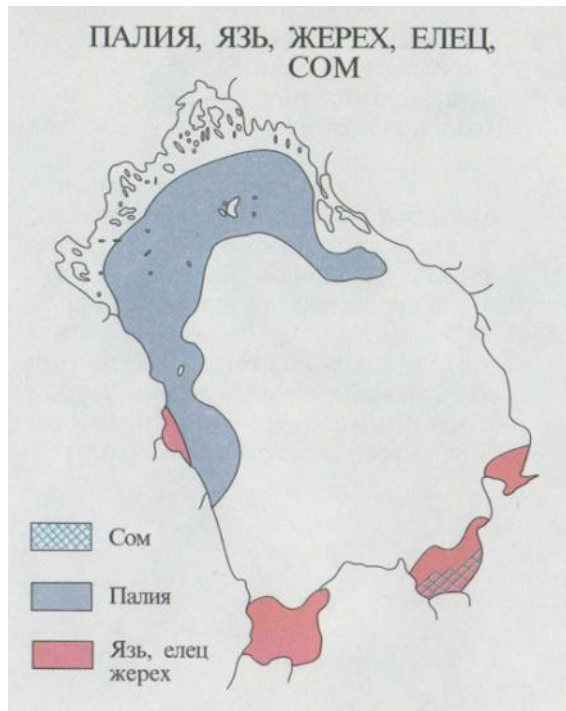 ПАЛИЯ, ЯЗЬ, ЖЕРЕХ, ЕЛЕЦ,
СОМ
Сом
Палия
Язь, елец
жерех